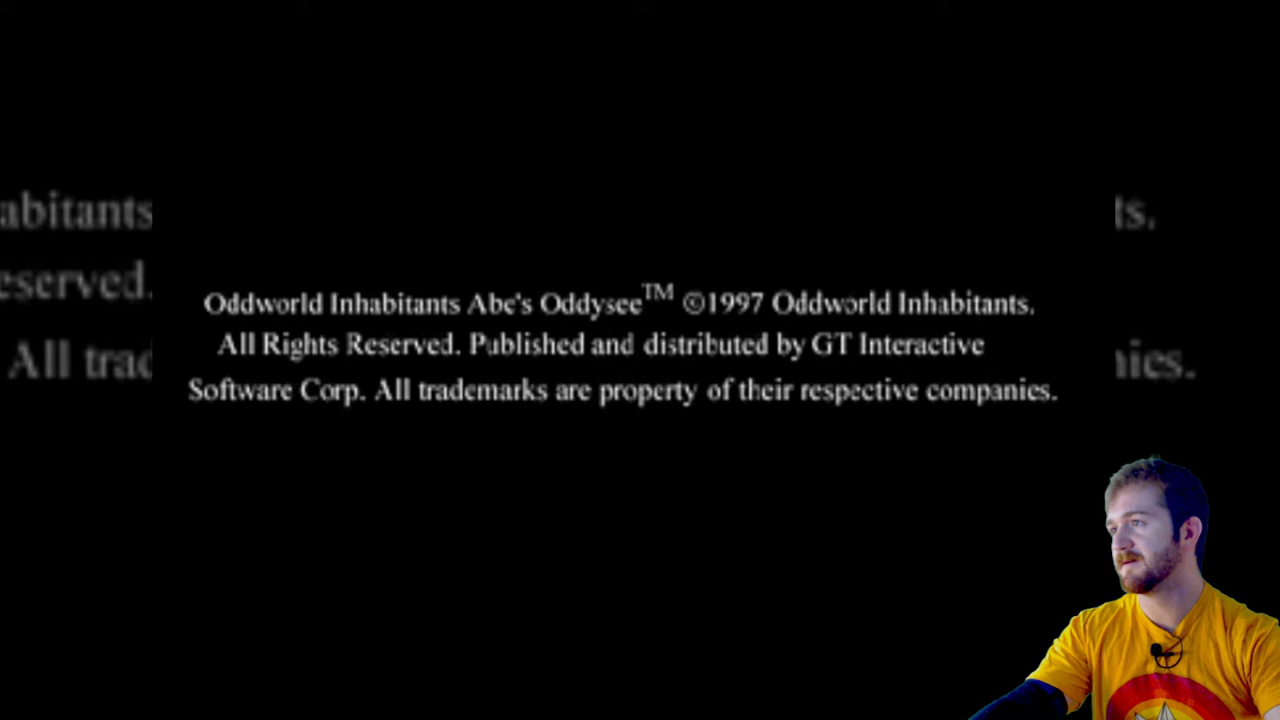 Oddworld Inhabitants Abe's Oddysee™ ©1997 Oddworld Inhabitants.
All Rights Reserved. Published and distributed by GT Interactive
Software Corp. All trademarks are property of their respective companies.